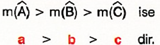 m(Â) > m(B̂) > m(Ĉ) ise
a > b > c dir.